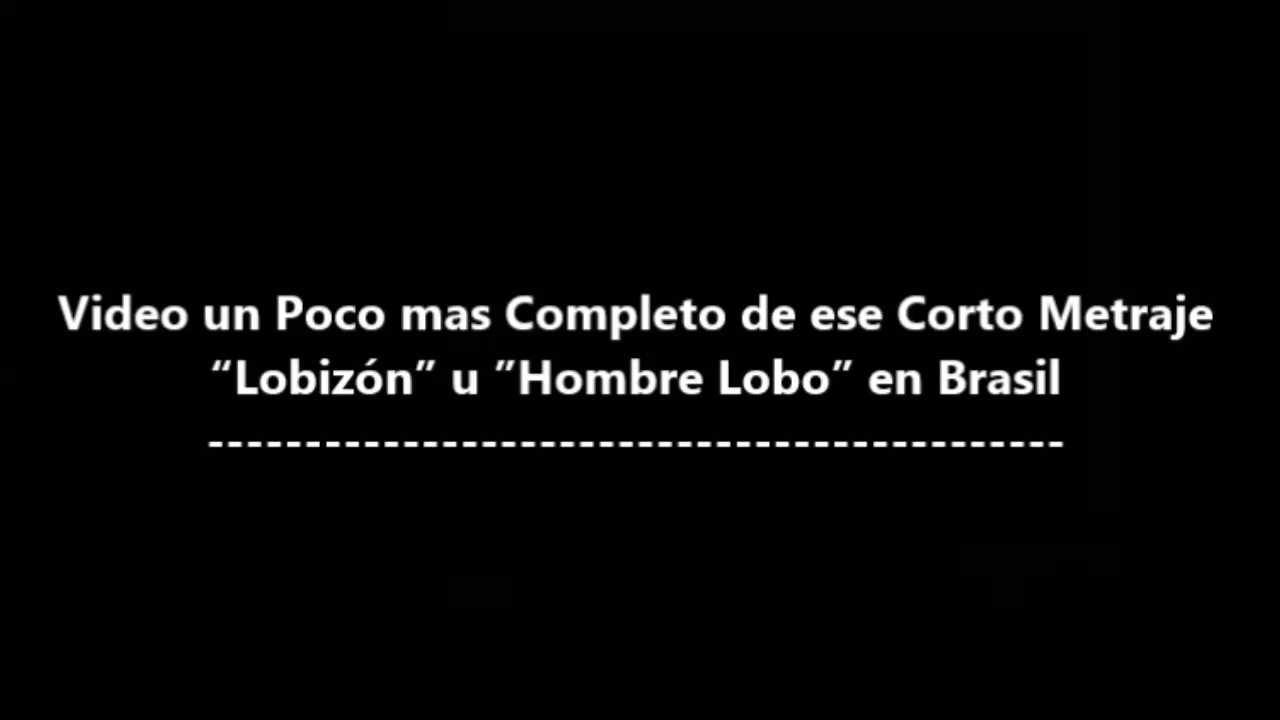 Video un Poco mas Completo de ese Corto Metraje
“Lobizón” u ”Hombre Lobo” en Brasil
--------------------------------------------